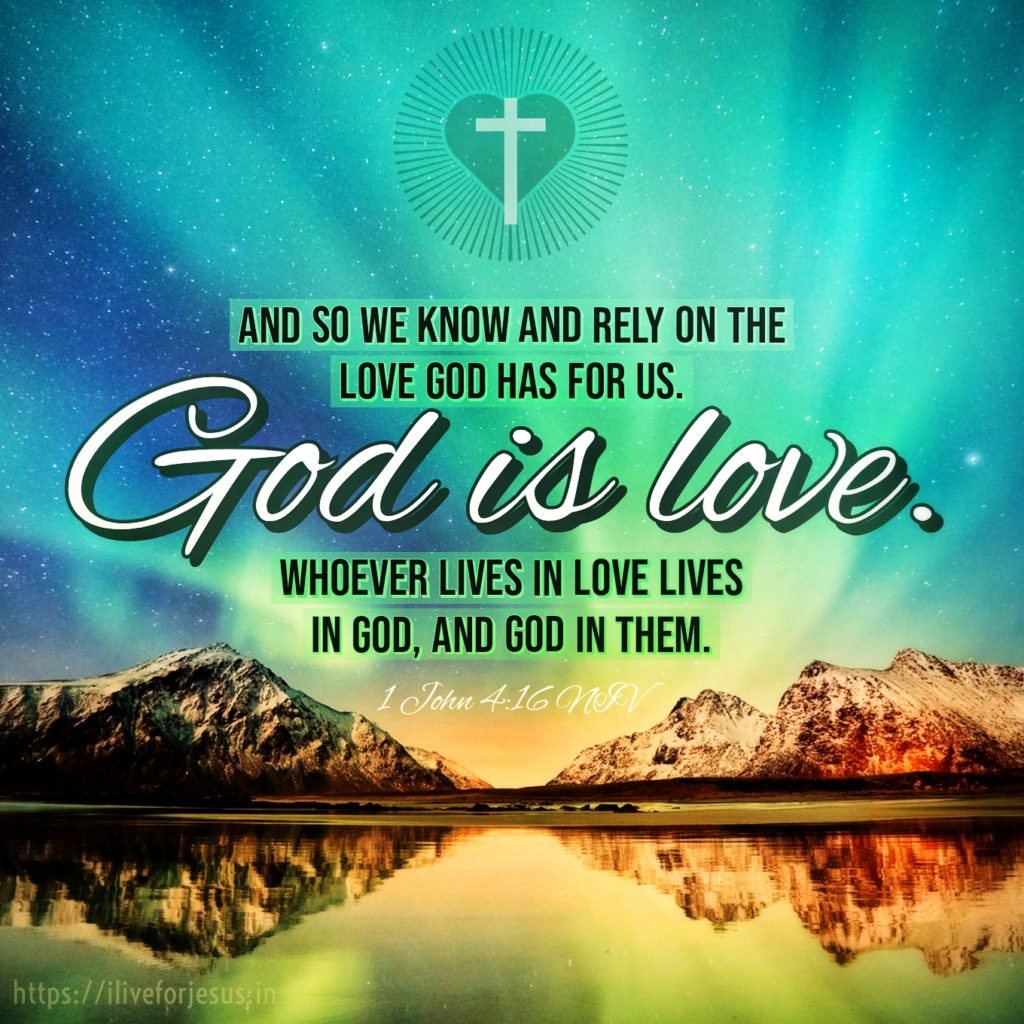 AND SO WE KNOW AND RELY ON THE
LOVE GOD HAS FOR US.
God is love.
WHOEVER LIVES IN LOVE LIVES
IN GOD, AND GOD IN THEM.
1 John 4:16 NIV
https://iliveforjesus.in